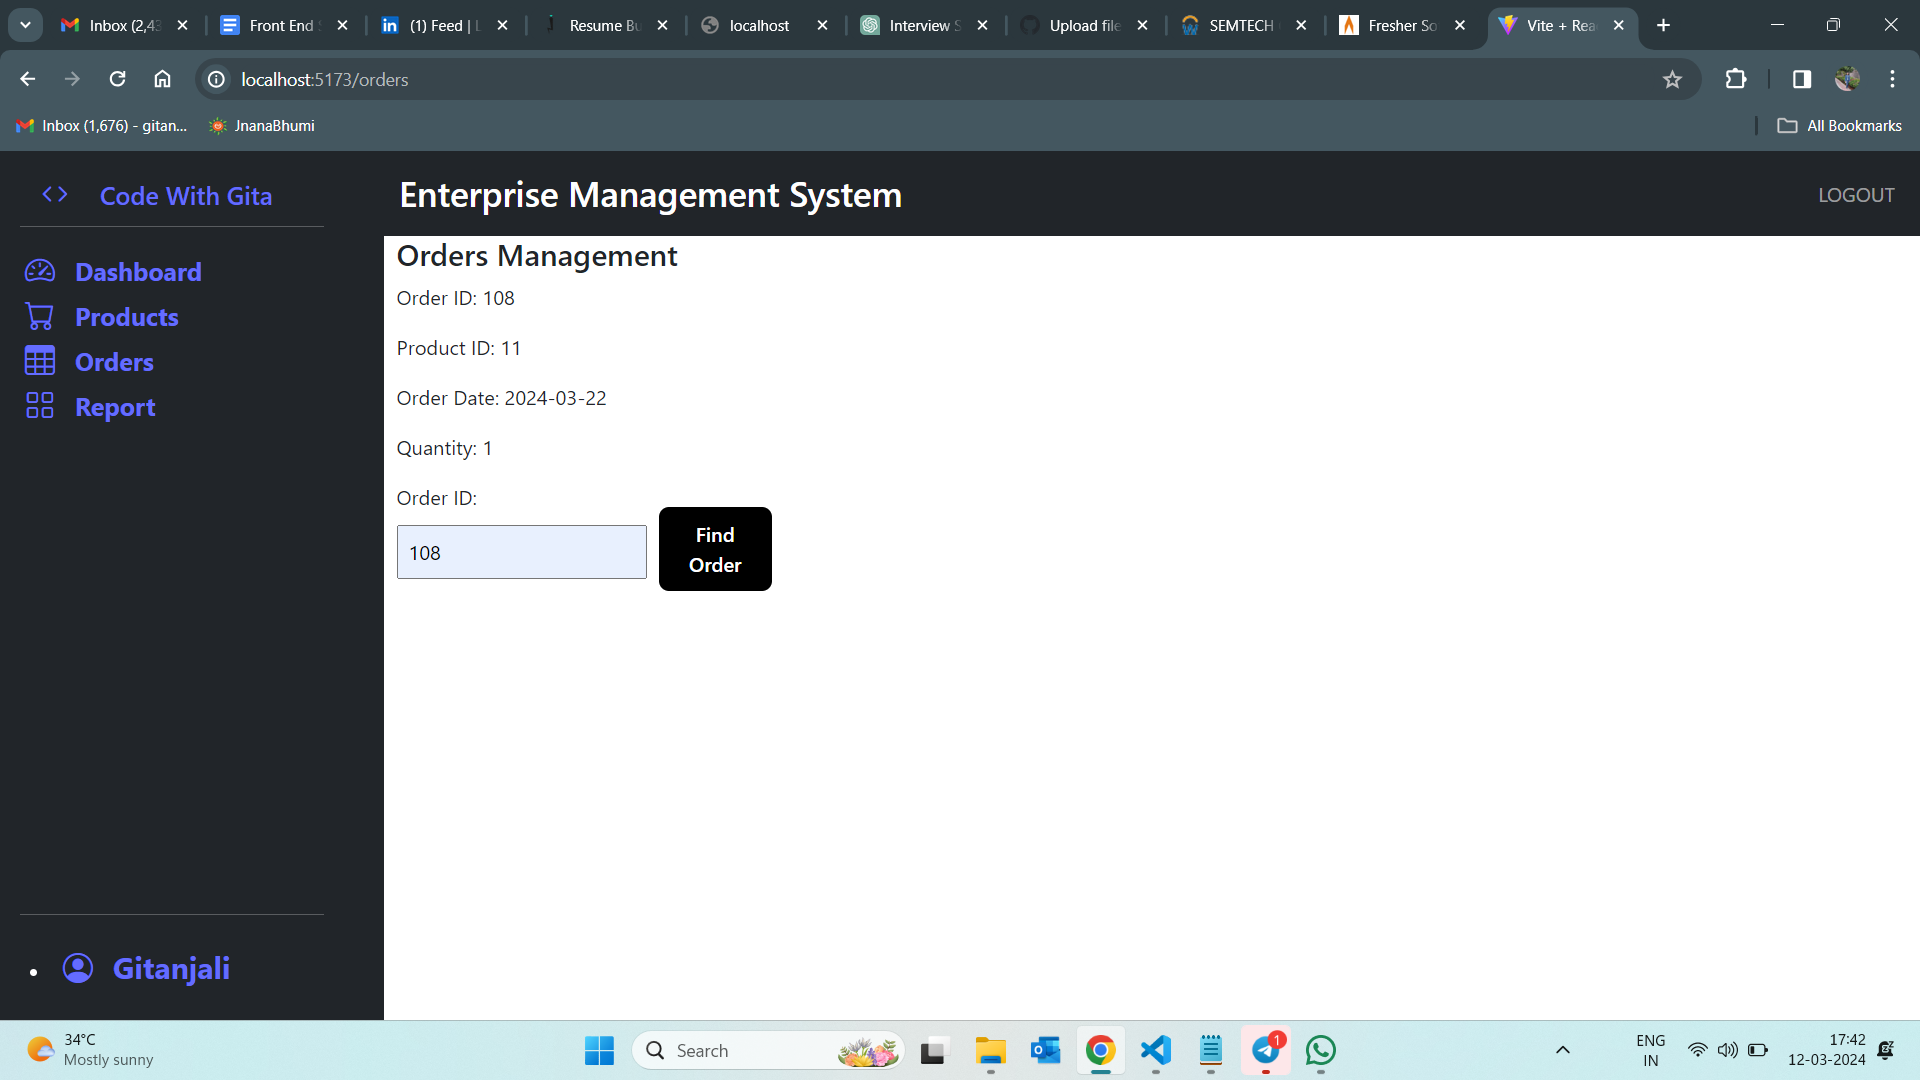 Inbox (2,43
Front End S
(1) Feed | L
Resume Bu
localhost
Interview S
Upload file
SEMTECH
Fresher So
Vite + Rea
localhost:5173/orders
Inbox (1,676) - gitan...
JnanaBhumi
All Bookmarks
Code With Gita
Enterprise Management System
LOGOUT
Dashboard
Products
Orders
Report
Orders Management
Order ID: 108
Product ID: 11
Order Date: 2024-03-22
Quantity: 1
Order ID:
108
Find
Order
Gitanjali
34°C
Mostly sunny
Search
1
ENG
IN
17:42
12-03-2024